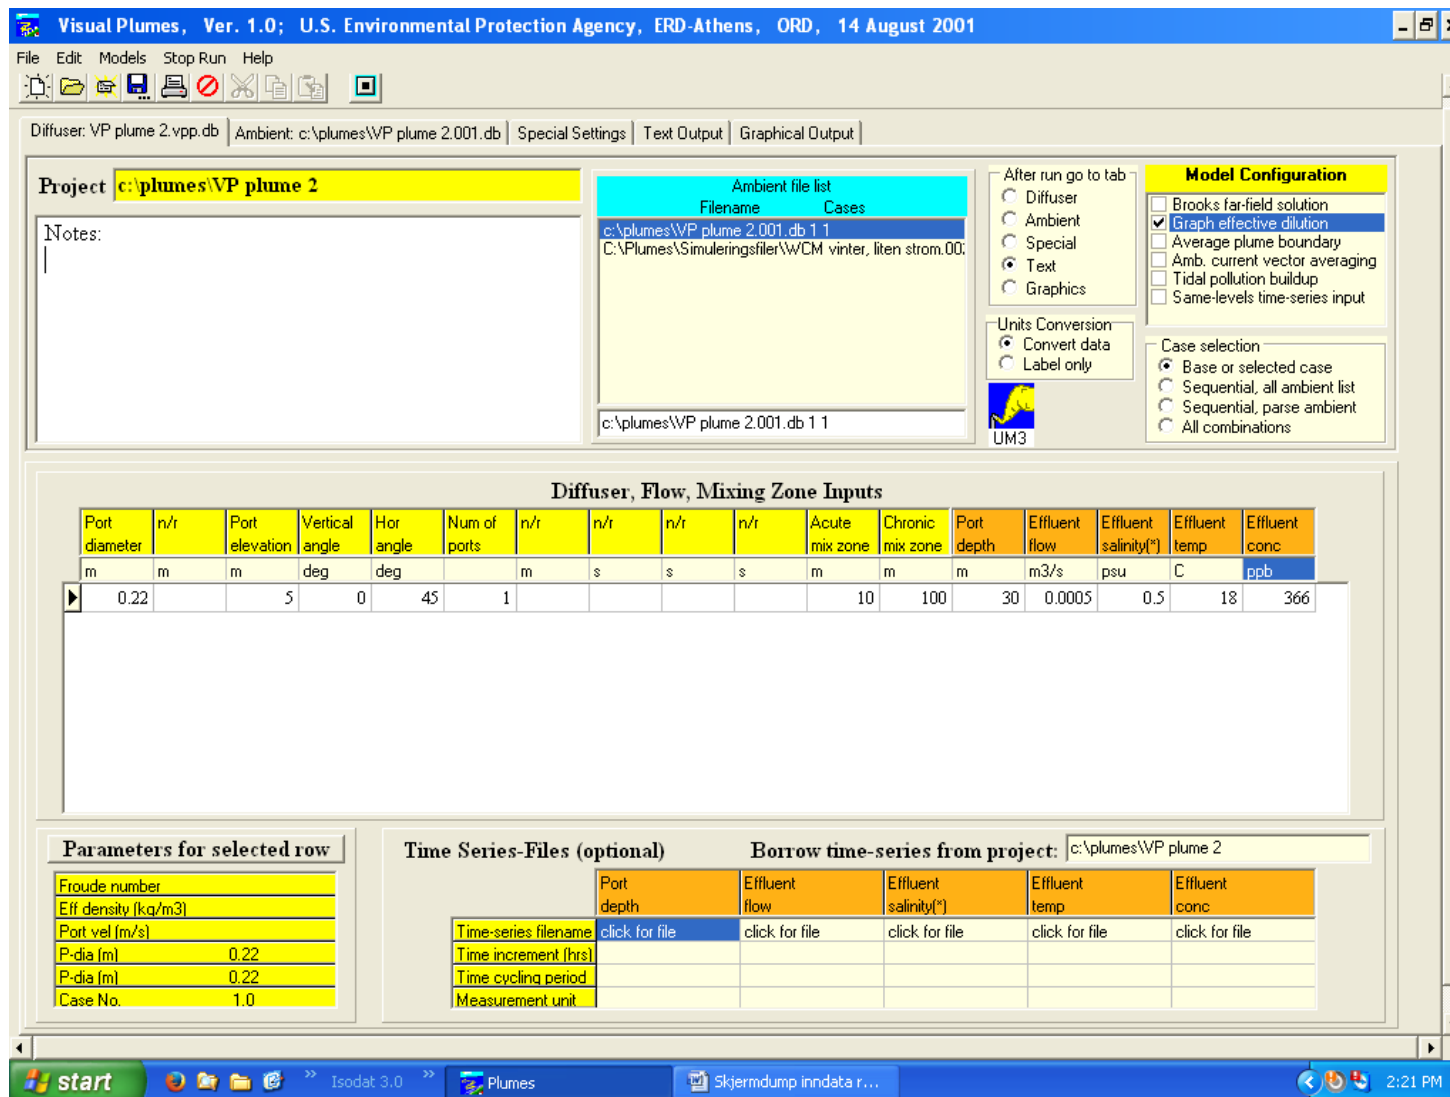 Visual Plumes, Ver. 1.0; U.S. Environmental Protection Agency, ERD-Athens, ORD, 14 August 2001
File Edit Models Stop Run Help
Diffuser: VP plume 2.vpp.db Ambient: c:\plumes\VP plume 2.001.db Special Settings Text Output Graphical Output
Project c:\plumes\VP plume 2
Notes:
Ambient file list
Filename Cases
c:\plumes\VP plume 2.001.db 1 1
C:\Plumes\Simuleringsfiler\WCM vinter, liten strom.00
c:\plumes\VP plume 2.001.db 1 1
After run go to tab
Diffuser
Ambient
Special
Text
Graphics
Units Conversion
Convert data
Label only
UM3
Model Configuration
Brooks far-field solution
Graph effective dilution
Average plume boundary
Amb. current vector averaging
Tidal pollution buildup
Same-levels time-series input
Case selection
Base or selected case
Sequential, all ambient list
Sequential, parse ambient
All combinations
Diffuser, Flow, Mixing Zone Inputs
Port n/r Port Vertical Hor Num of n/r n/r n/r n/r Acute Chronic Port Effluent Effluent Effluent Effluent
diameter elevation angle angle ports mix zone mix zone depth flow salinity(*) temp conc
m m m deg deg m s s s m m m m3/s psu C ppb
0.22 5 0 45 1 10 100 30 0.0005 0.5 18 366
Parameters for selected row
Froude number
Eff density (kg/m3)
Port vel (m/s)
P-dia (m) 0.22
P-dia (m) 0.22
Case No. 1.0
Time Series-Files (optional) Borrow time-series from project: c:\plumes\VP plume 2
Port Effluent Effluent Effluent Effluent
depth flow salinity(*) temp conc
Time-series filename click for file click for file click for file click for file click for file
Time increment (hrs)
Time cycling period
Measurement unit
start Isodat 3.0 Plumes Skjermdump inndata r... 2:21 PM